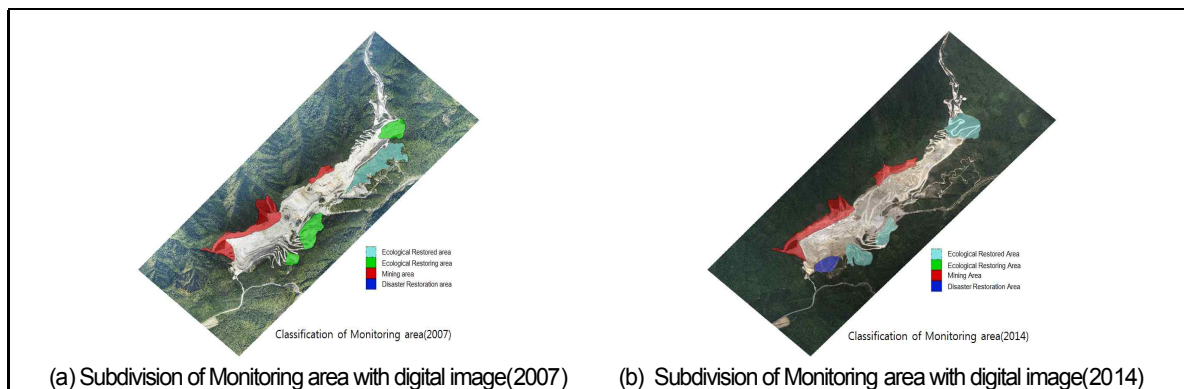 Ecological Restored area
Ecological Restoring area
Mining area
Disaster Restoration area
Classification of Monitoring area(2007)
(a) Subdivision of Monitoring area with digital image(2007)
Ecological Restored Area
Ecological Restoring Area
Mining Area
Disaster Restoration Area
Classification of Monitoring area(2014)
(b) Subdivision of Monitoring area with digital image(2014)